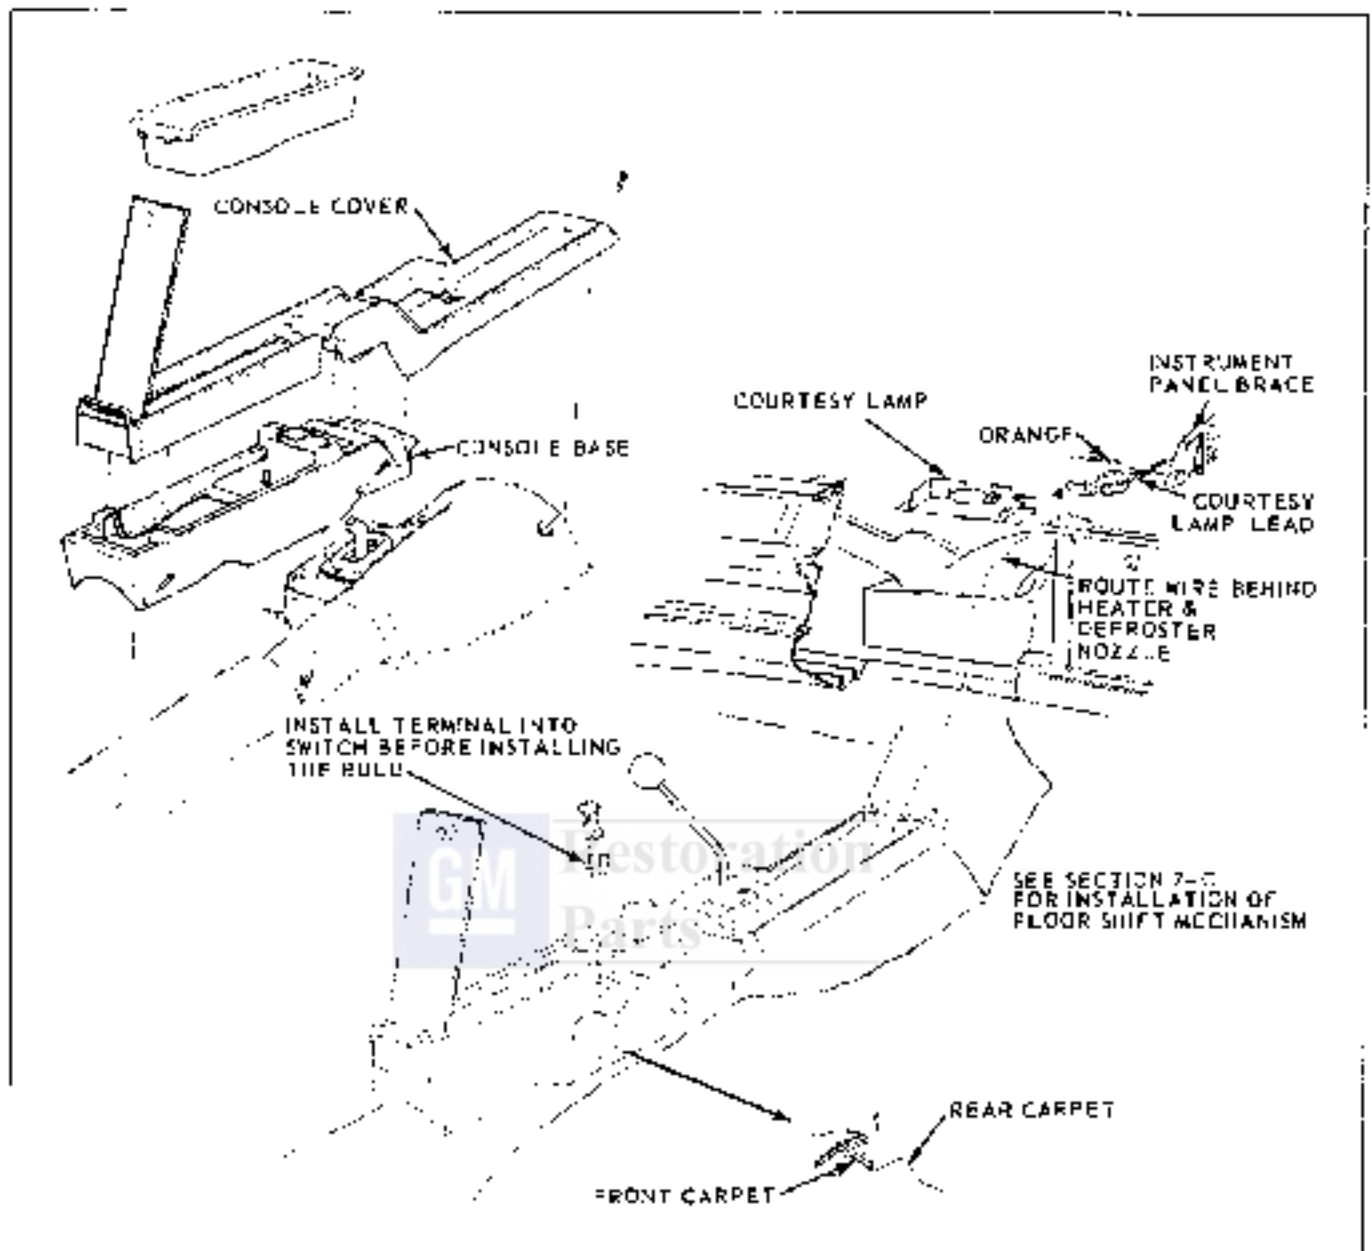 CONSOLE COVER
INSTRUMENT
PANEL BRACE
COURTESY LAMP
ORANGE
CONSOLE BASE
COURTESY
LAMP LEAD
ROUTE WIRE BEHIND
HEATER &
DEFROSTER
NOZZLE
INSTALL TERMINAL INTO
SWITCH BEFORE INSTALLING
THE BULB
GM
Restoration
Parts
SEE SECTION
FOR INSTALLATION OF
FLOOR SHIFT MECHANISM
REAR CARPET
FRONT CARPET